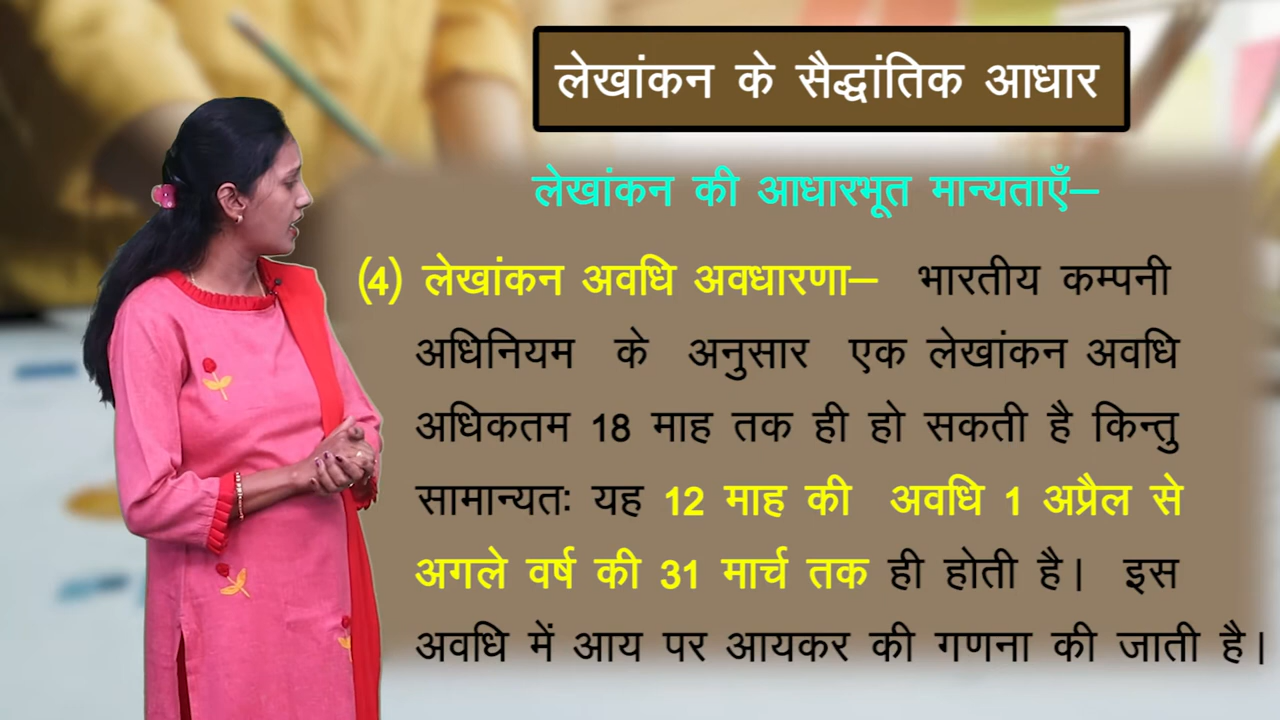 लेखांकन के सैद्धांतिक आधार
लेखांकन की आधारभूत मान्यताएँ–
(4) लेखांकन अवधि अवधारणा– भारतीय कम्पनी
अधिनियम के अनुसार एक लेखांकन अवधि
अधिकतम 18 माह तक ही हो सकती है किन्तु
सामान्यतः यह 12 माह की अवधि 1 अप्रैल से
अगले वर्ष की 31 मार्च तक ही होती है। इस
अवधि में आय पर आयकर की गणना की जाती है।